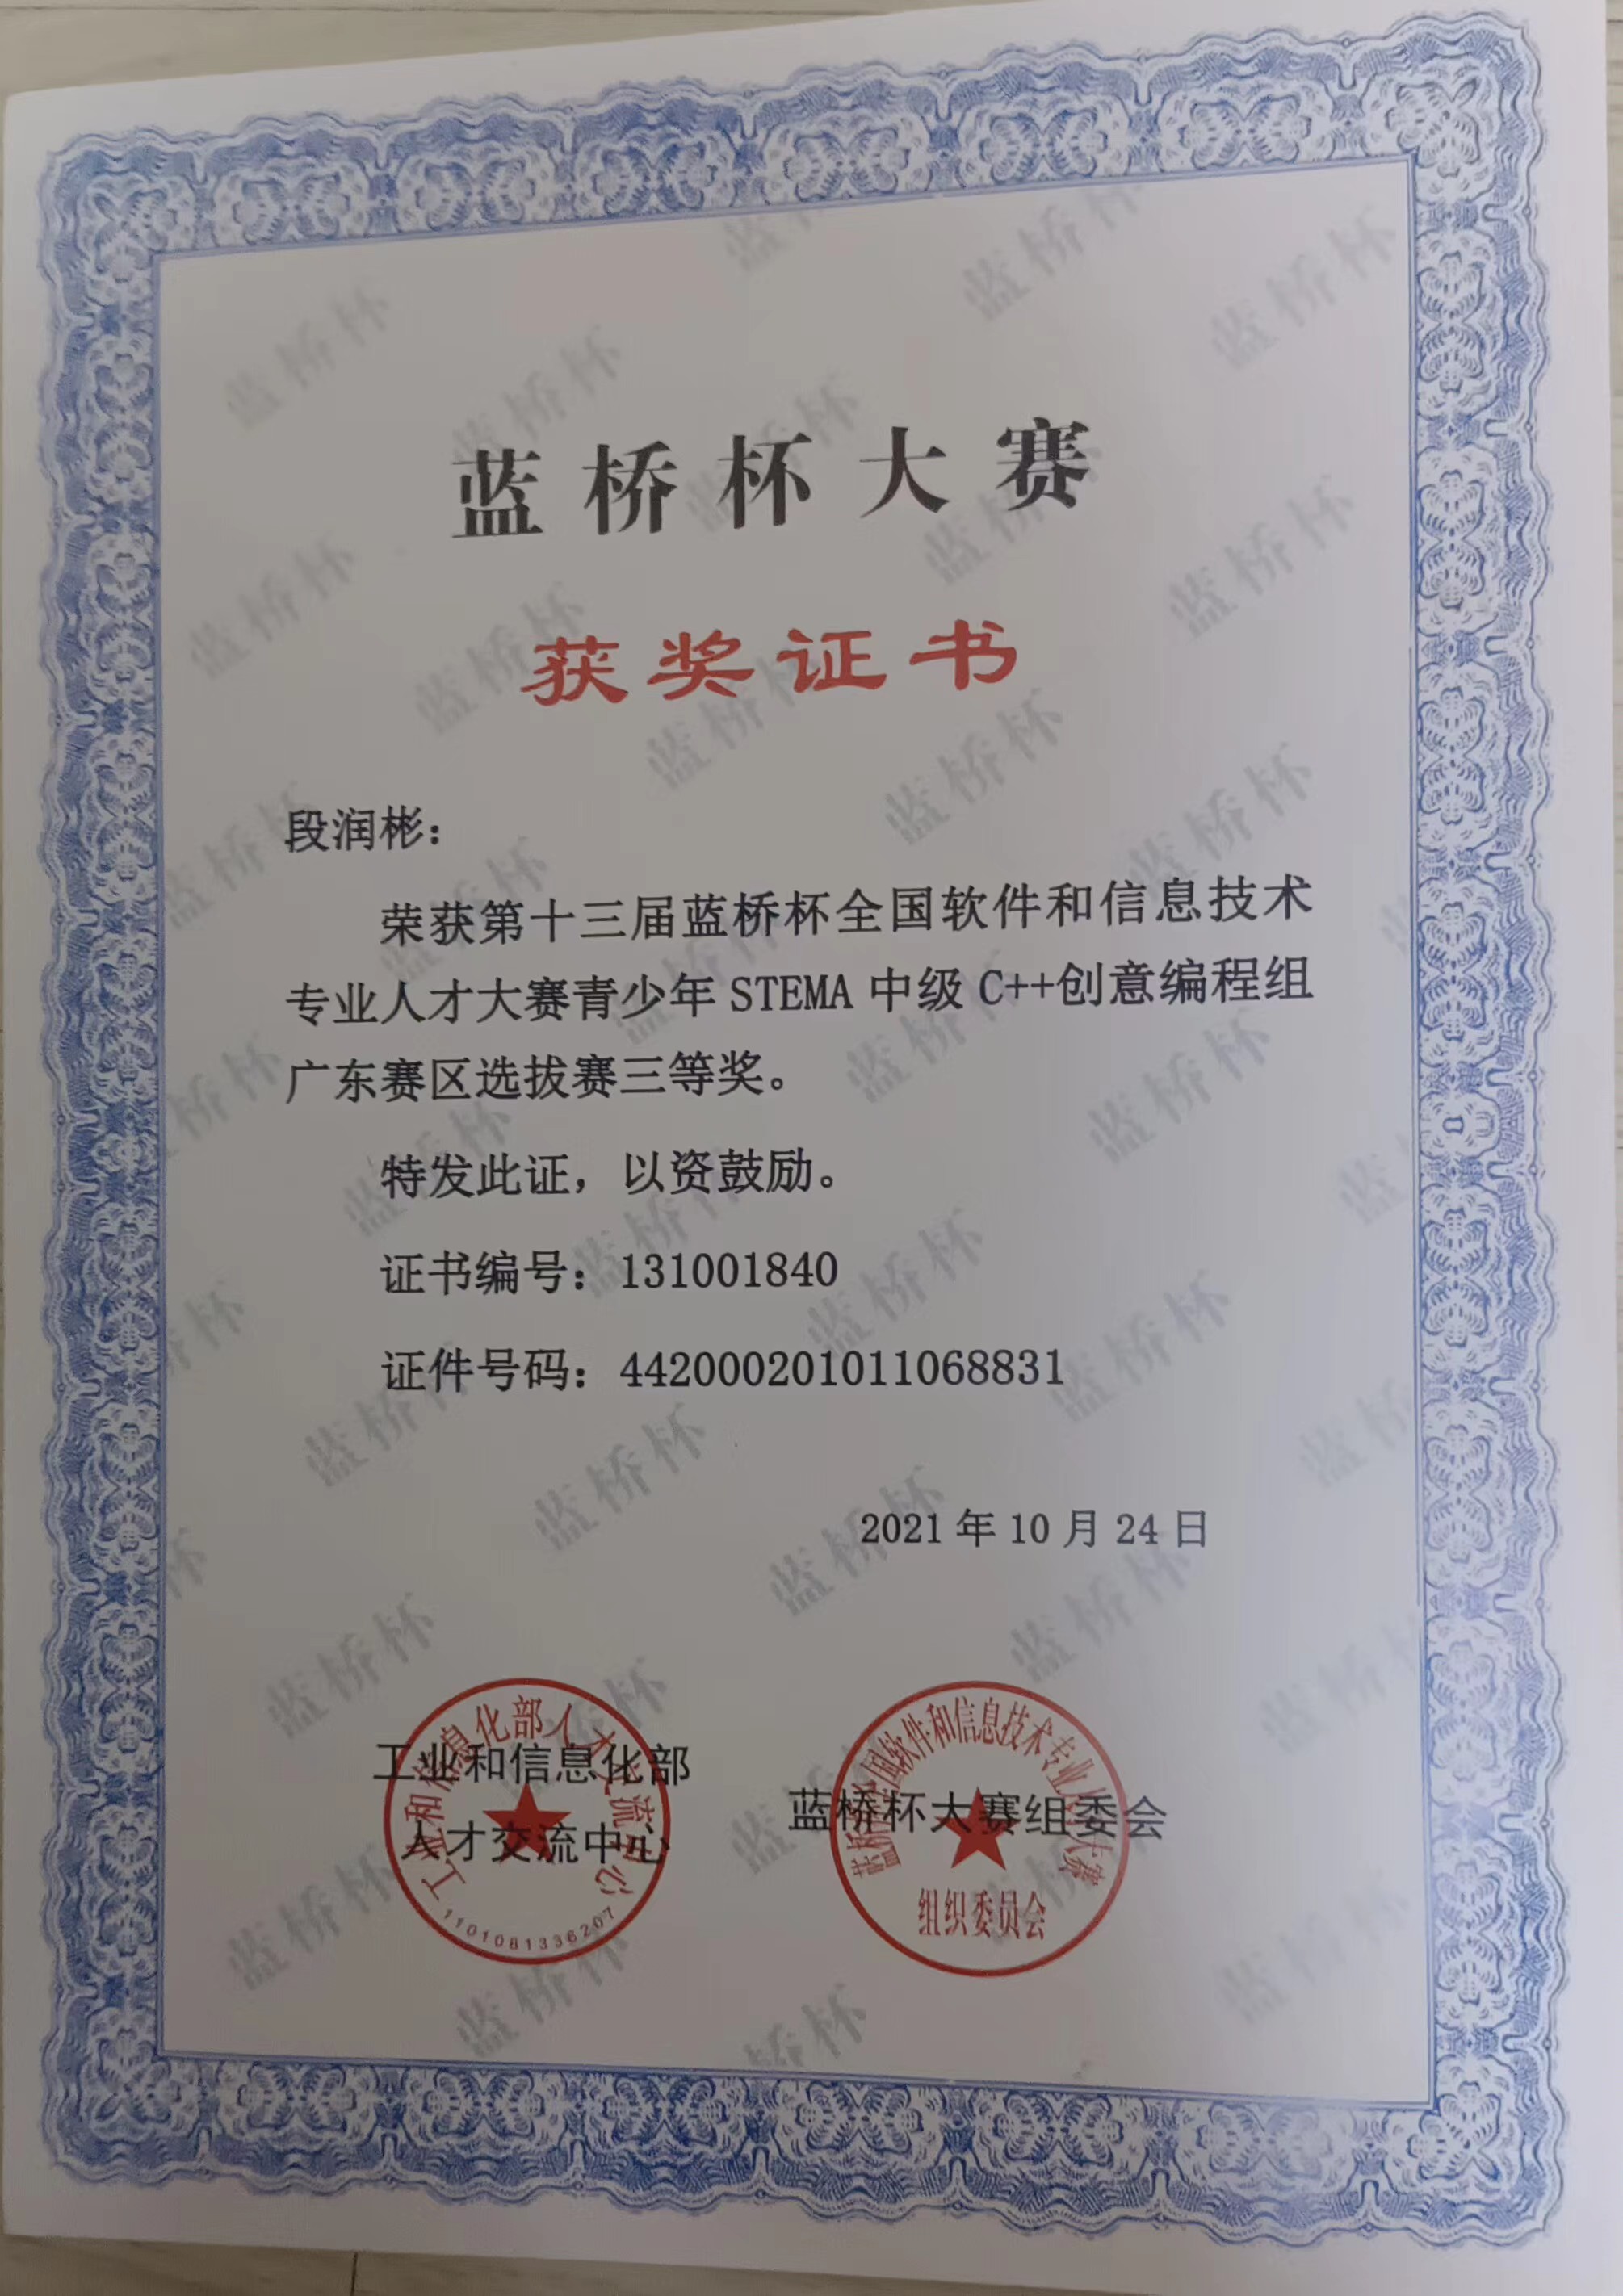 蓝桥杯大赛
获奖证书
段润彬：
荣获第十三届蓝桥杯全国软件和信息技术
专业人才大赛青少年 STEMA 中级 C++创意编程组
广东赛区选拔赛三等奖。
特发此证，以资鼓励。
证书编号：131001840
证件号码：442000201011068831
2021 年 10 月 24 日
工业和信息化部
人才交流中心
工业和信息化部人才交流中心
1101081336207
蓝桥杯大赛组委会
蓝桥杯全国软件和信息技术专业人才大赛
组织委员会
蓝桥杯